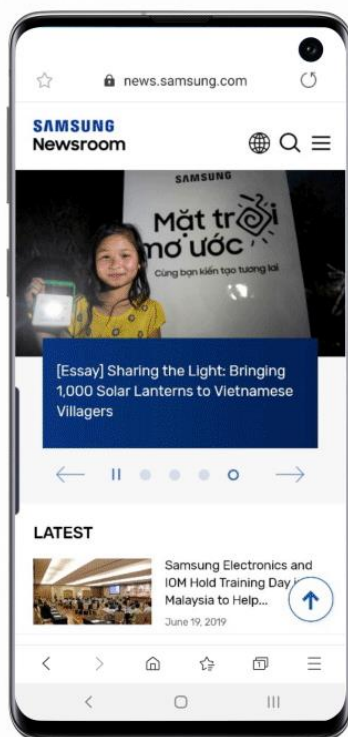 news.samsung.com
SAMSUNG
Newsroom
SAMSUNG
Mặt trời
mơ ước
Cùng bạn kiến tạo tương lai
[Essay] Sharing the Light: Bringing
1,000 Solar Lanterns to Vietnamese
Villagers
LATEST
Samsung Electronics and
IOM Hold Training Day
Malaysia to Help...
June 19, 2019
1